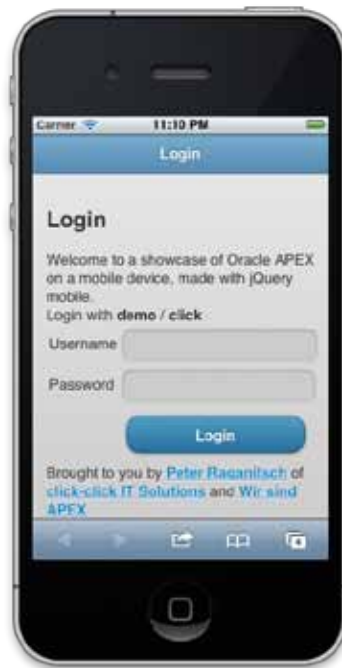 Carrier 11:10 PM
Login
Login
Welcome to a showcase of Oracle APEX
on a mobile device, made with jQuery
mobile.
Login with demo / click
Username
Password
Login
Brought to you by Peter Raganitsch of
click-click IT Solutions and Wir sind
APEX